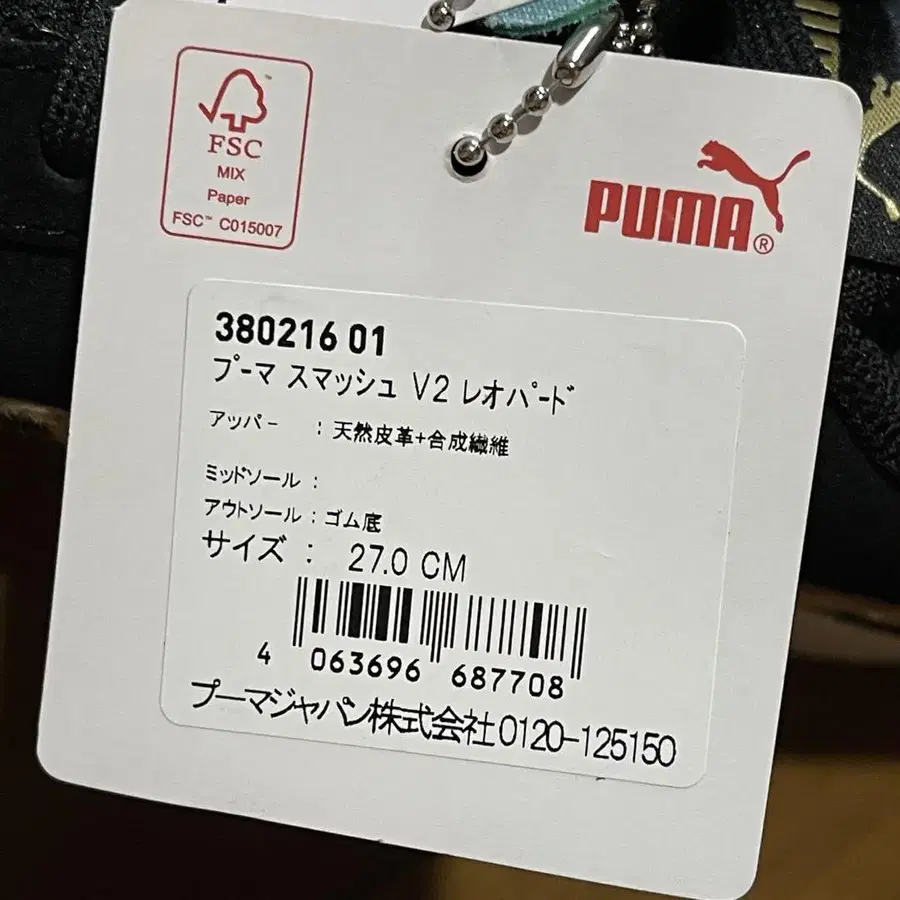 FSC
MIX
Paper
FSC™ C015007
PUMA®
380216 01
プーマ スマッシュ V2 レオパード
アッパー : 天然皮革+合成繊維
ミッドソール :
アウトソール : ゴム底
サイズ : 27.0 CM
4 063696 687708
プーマジャパン株式会社0120-125150